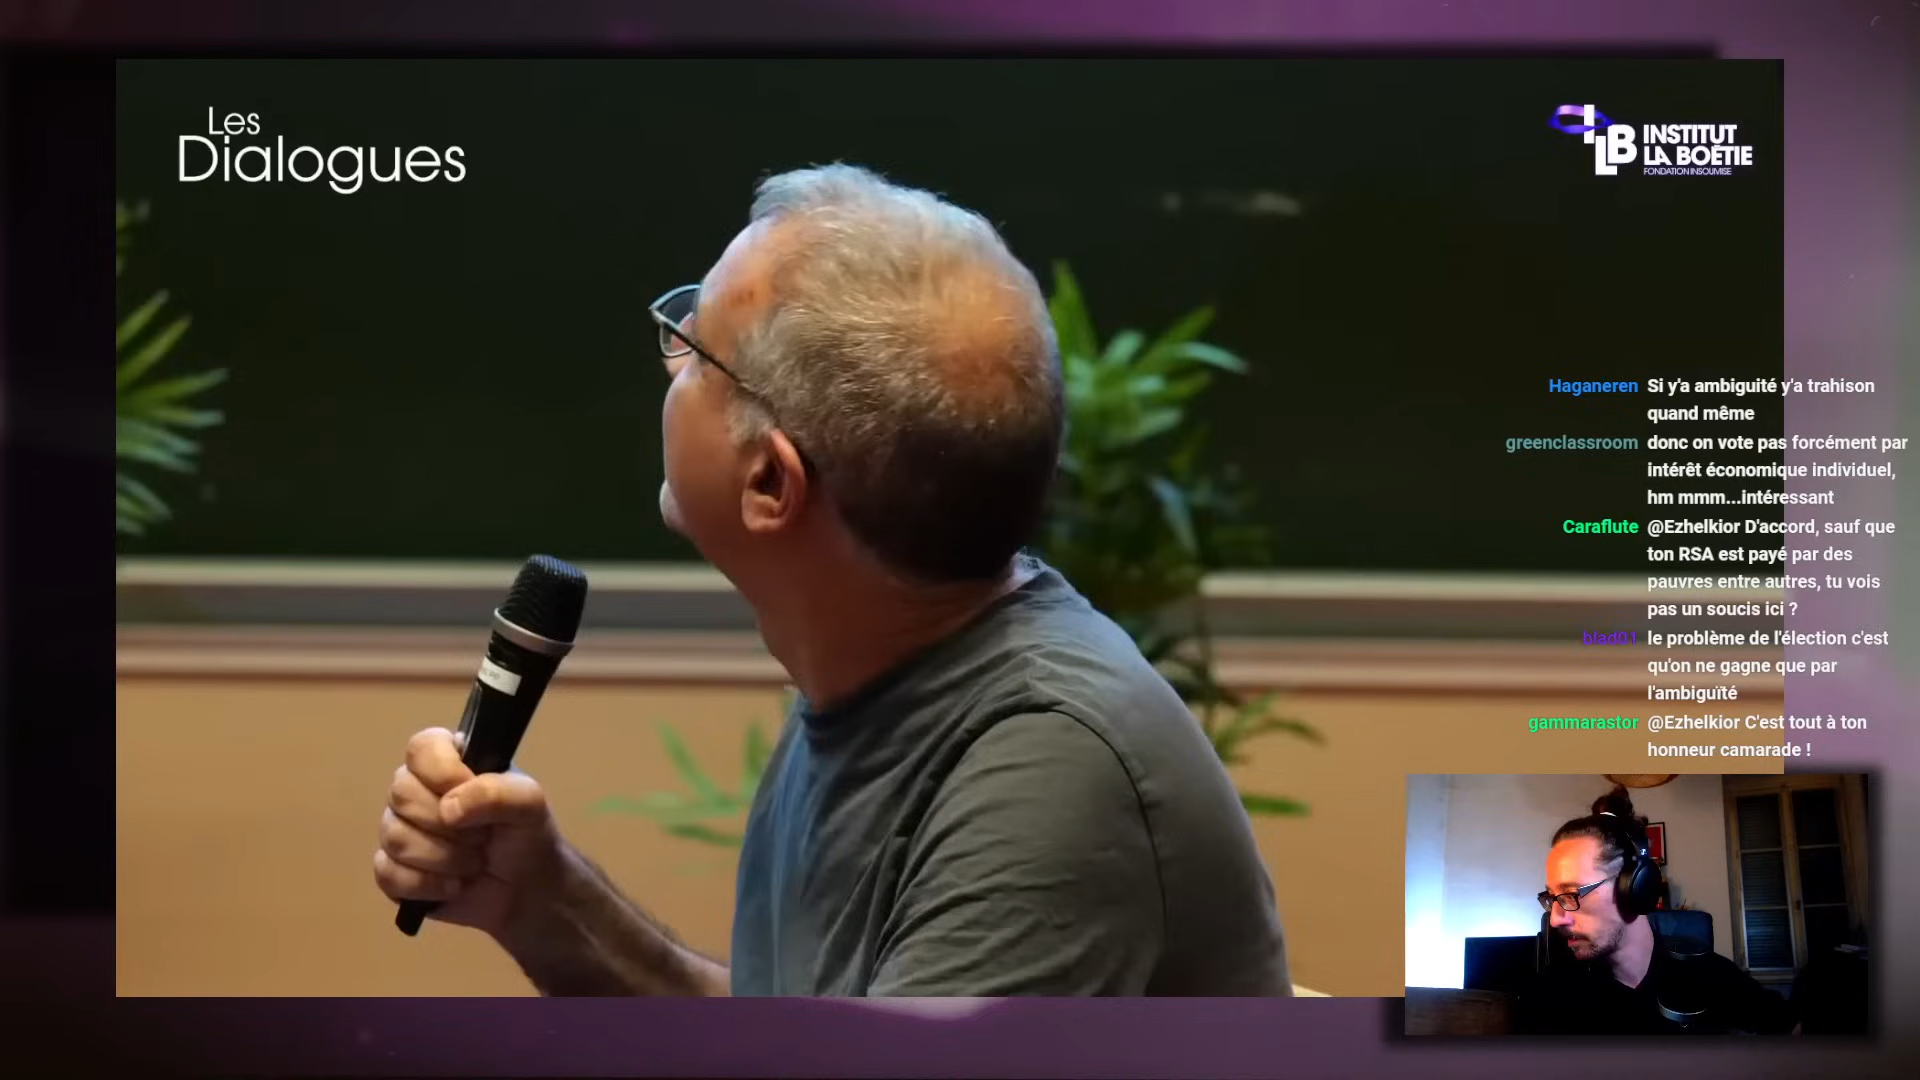 Les
Dialogues
ILB INSTITUT
LA BOÉTIE
FONDATION INSOUMISE
Haganeren Si y'a ambiguité y'a trahison
quand même
greenclassroom donc on vote pas forcément par
intérêt économique individuel,
hm mmm...intéressant
Caraflute @Ezhelkior D'accord, sauf que
ton RSA est payé par des
pauvres entre autres, tu vois
pas un soucis ici ?
blad01 le problème de l'élection c'est
qu'on ne gagne que par
l'ambiguïté
gammarastor @Ezhelkior C'est tout à ton
honneur camarade !